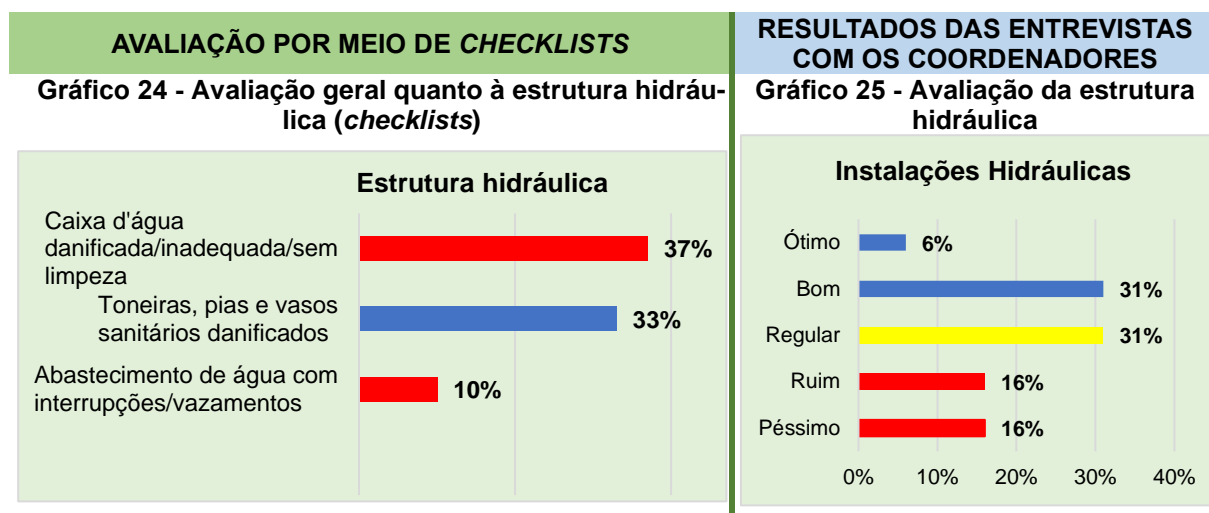 AVALIAÇÃO POR MEIO DE CHECKLISTS
Gráfico 24 - Avaliação geral quanto à estrutura hidráu-
lica (checklists)
Estrutura hidráulica
Caixa d'água
danificada/inadequada/sem
limpeza
37%
Toneiras, pias e vasos
sanitários danificados
33%
Abastecimento de água com
interrupções/vazamentos
10%
RESULTADOS DAS ENTREVISTAS
COM OS COORDENADORES
Gráfico 25 - Avaliação da estrutura
hidráulica
Instalações Hidráulicas
Ótimo 6%
Bom 31%
Regular 31%
Ruim 16%
Péssimo 16%
0% 10% 20% 30% 40%